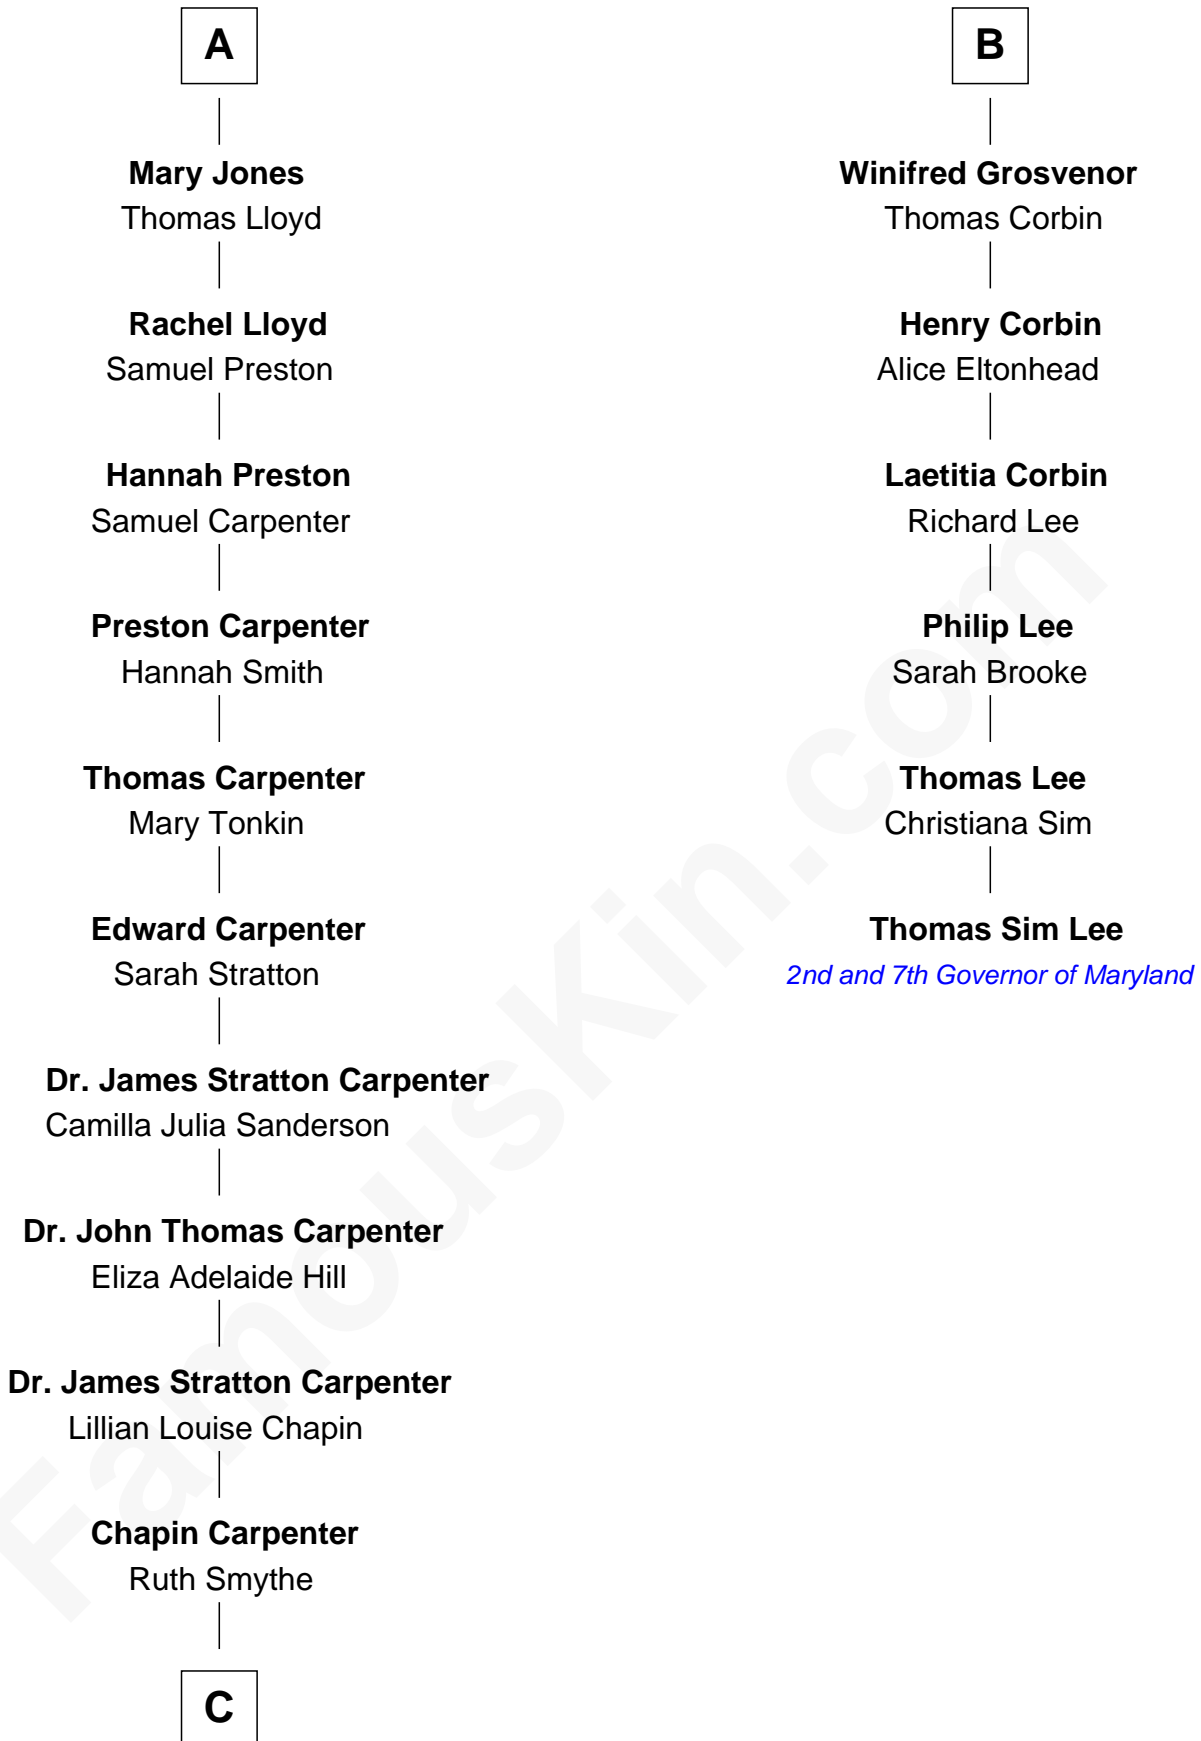 A
Mary Jones
Thomas Lloyd
Rachel Lloyd
Samuel Preston
Hannah Preston
Samuel Carpenter
Preston Carpenter
Hannah Smith
Thomas Carpenter
Mary Tonkin
Edward Carpenter
Sarah Stratton
Dr. James Stratton Carpenter
Camilla Julia Sanderson
Dr. John Thomas Carpenter
Eliza Adelaide Hill
Dr. James Stratton Carpenter
Lillian Louise Chapin
Chapin Carpenter
Ruth Smythe
C
B
Winifred Grosvenor
Thomas Corbin
Henry Corbin
Alice Eltonhead
Laetitia Corbin
Richard Lee
Philip Lee
Sarah Brooke
Thomas Lee
Christiana Sim
Thomas Sim Lee
2nd and 7th Governor of Maryland
FamousKin.com